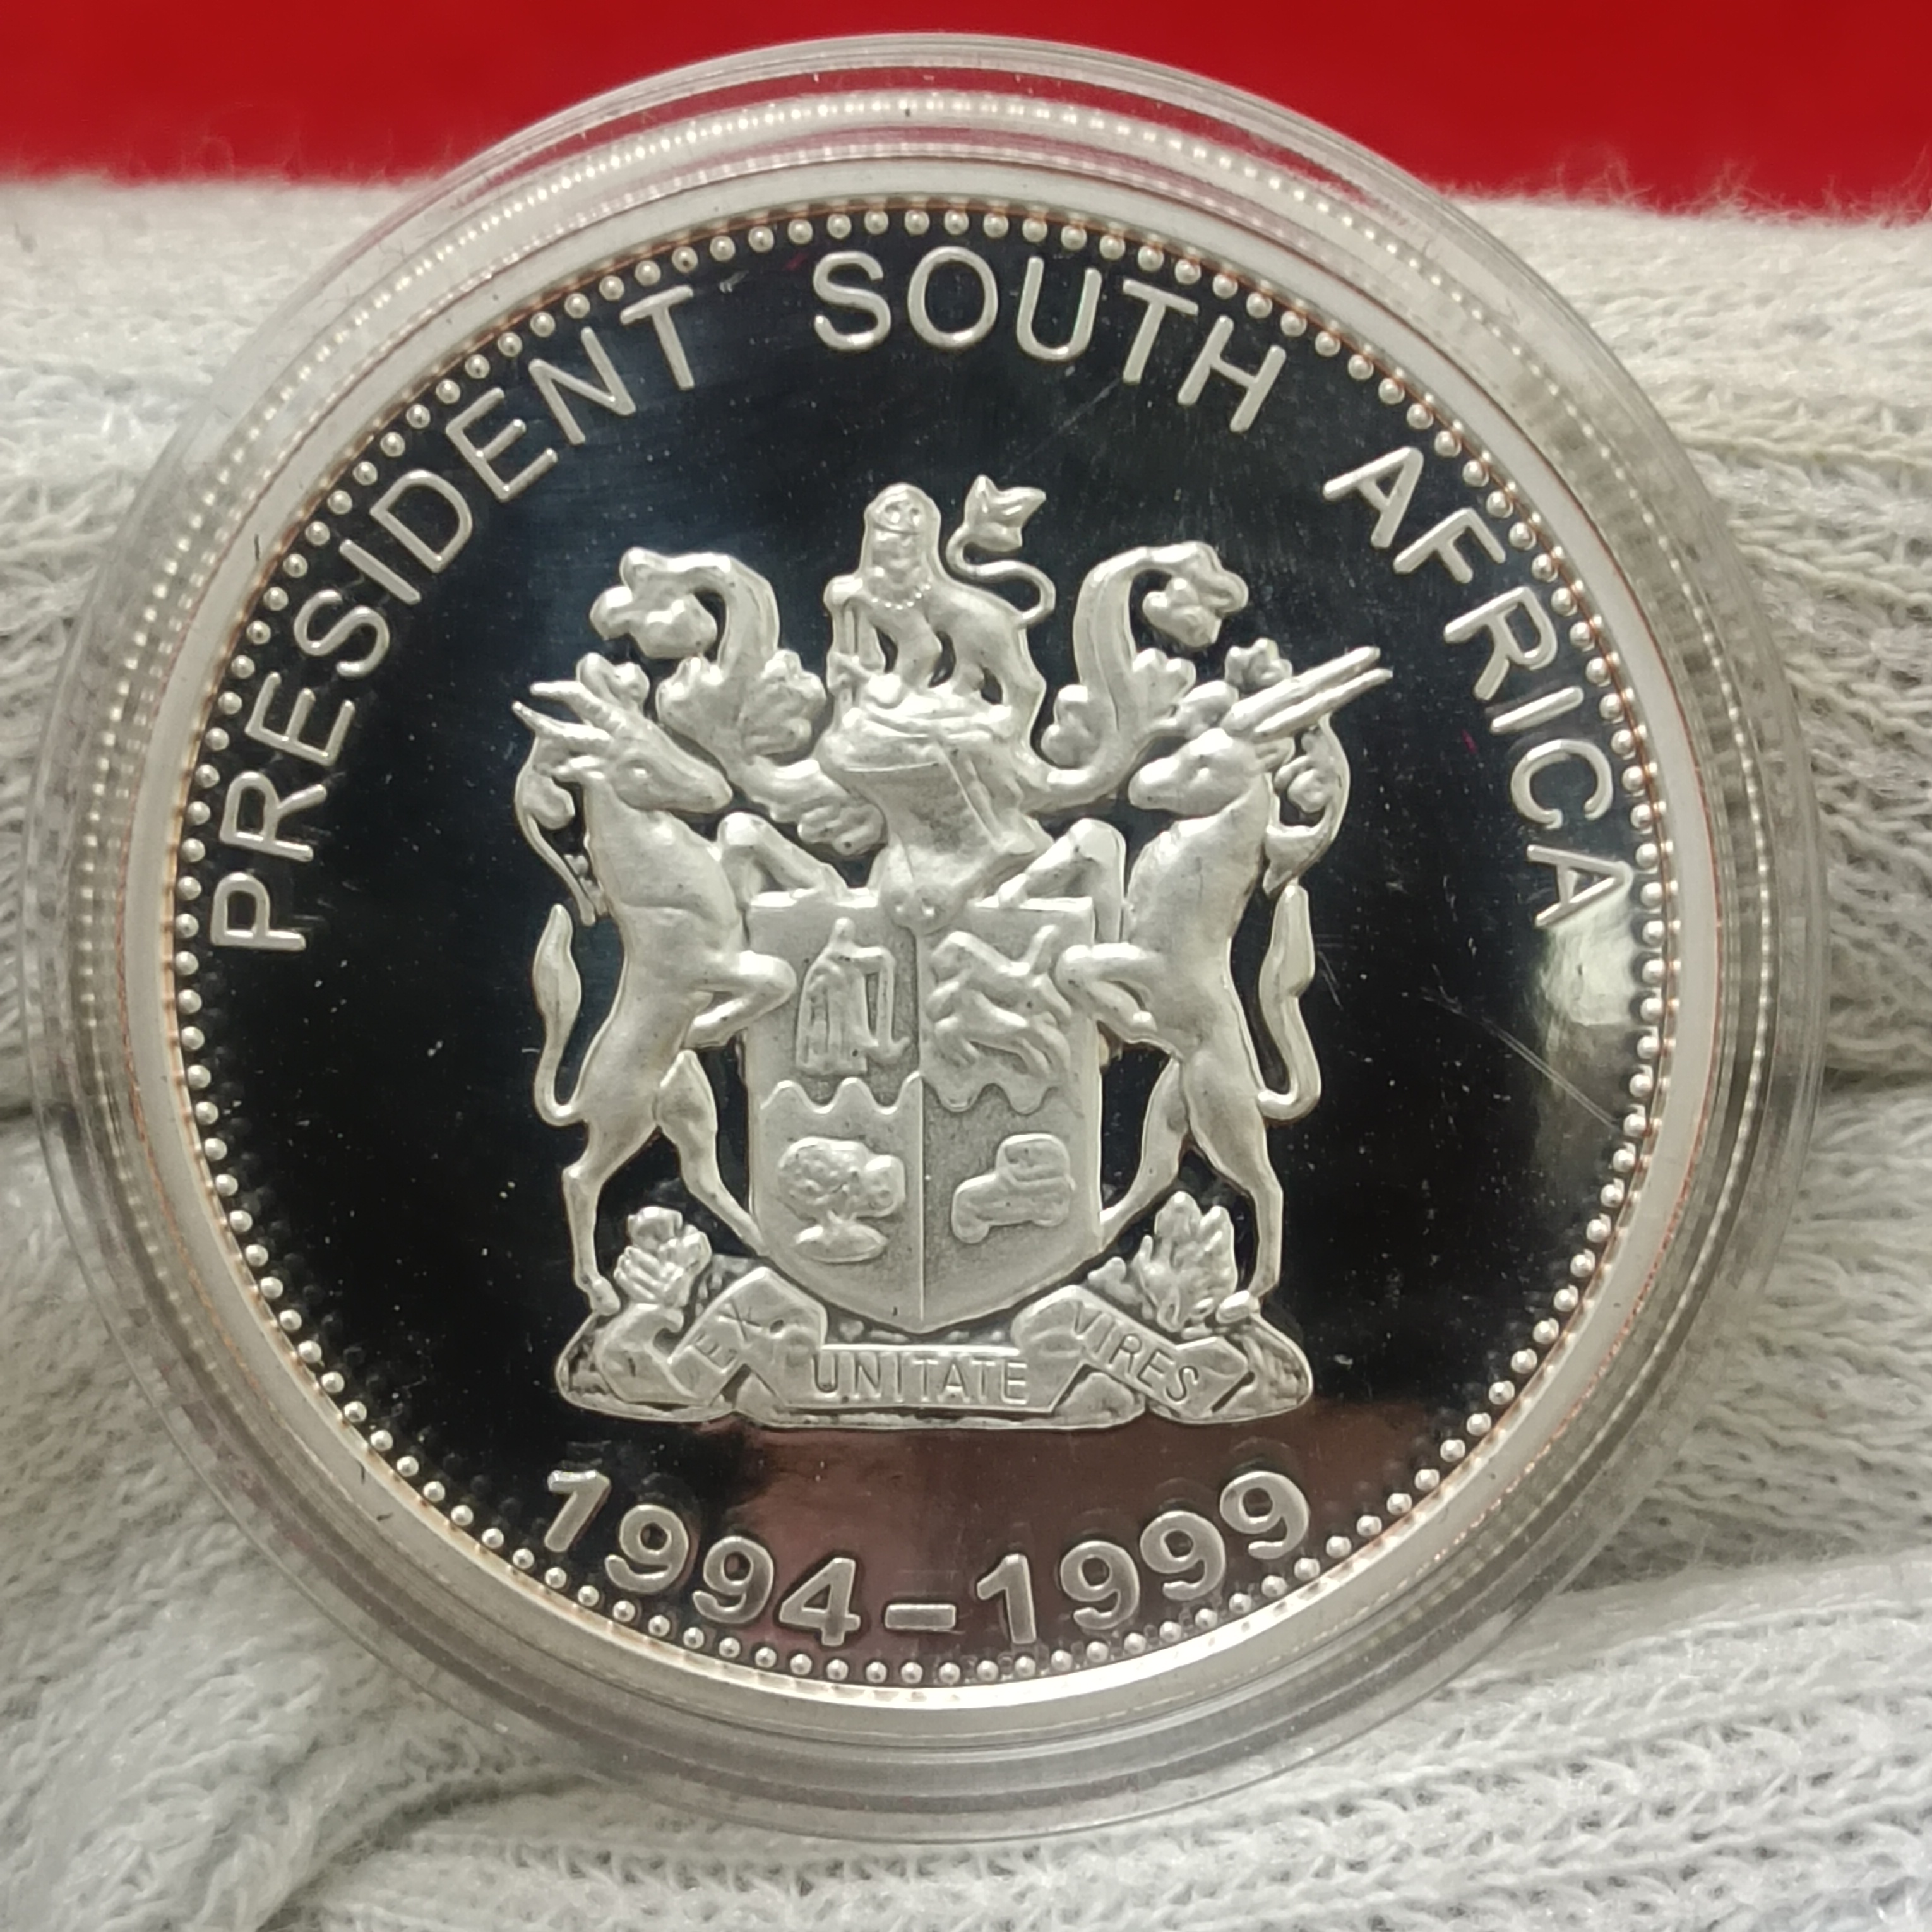 PRESIDENT SOUTH AFRICA
EX UNITATE VIRES
1994-1999